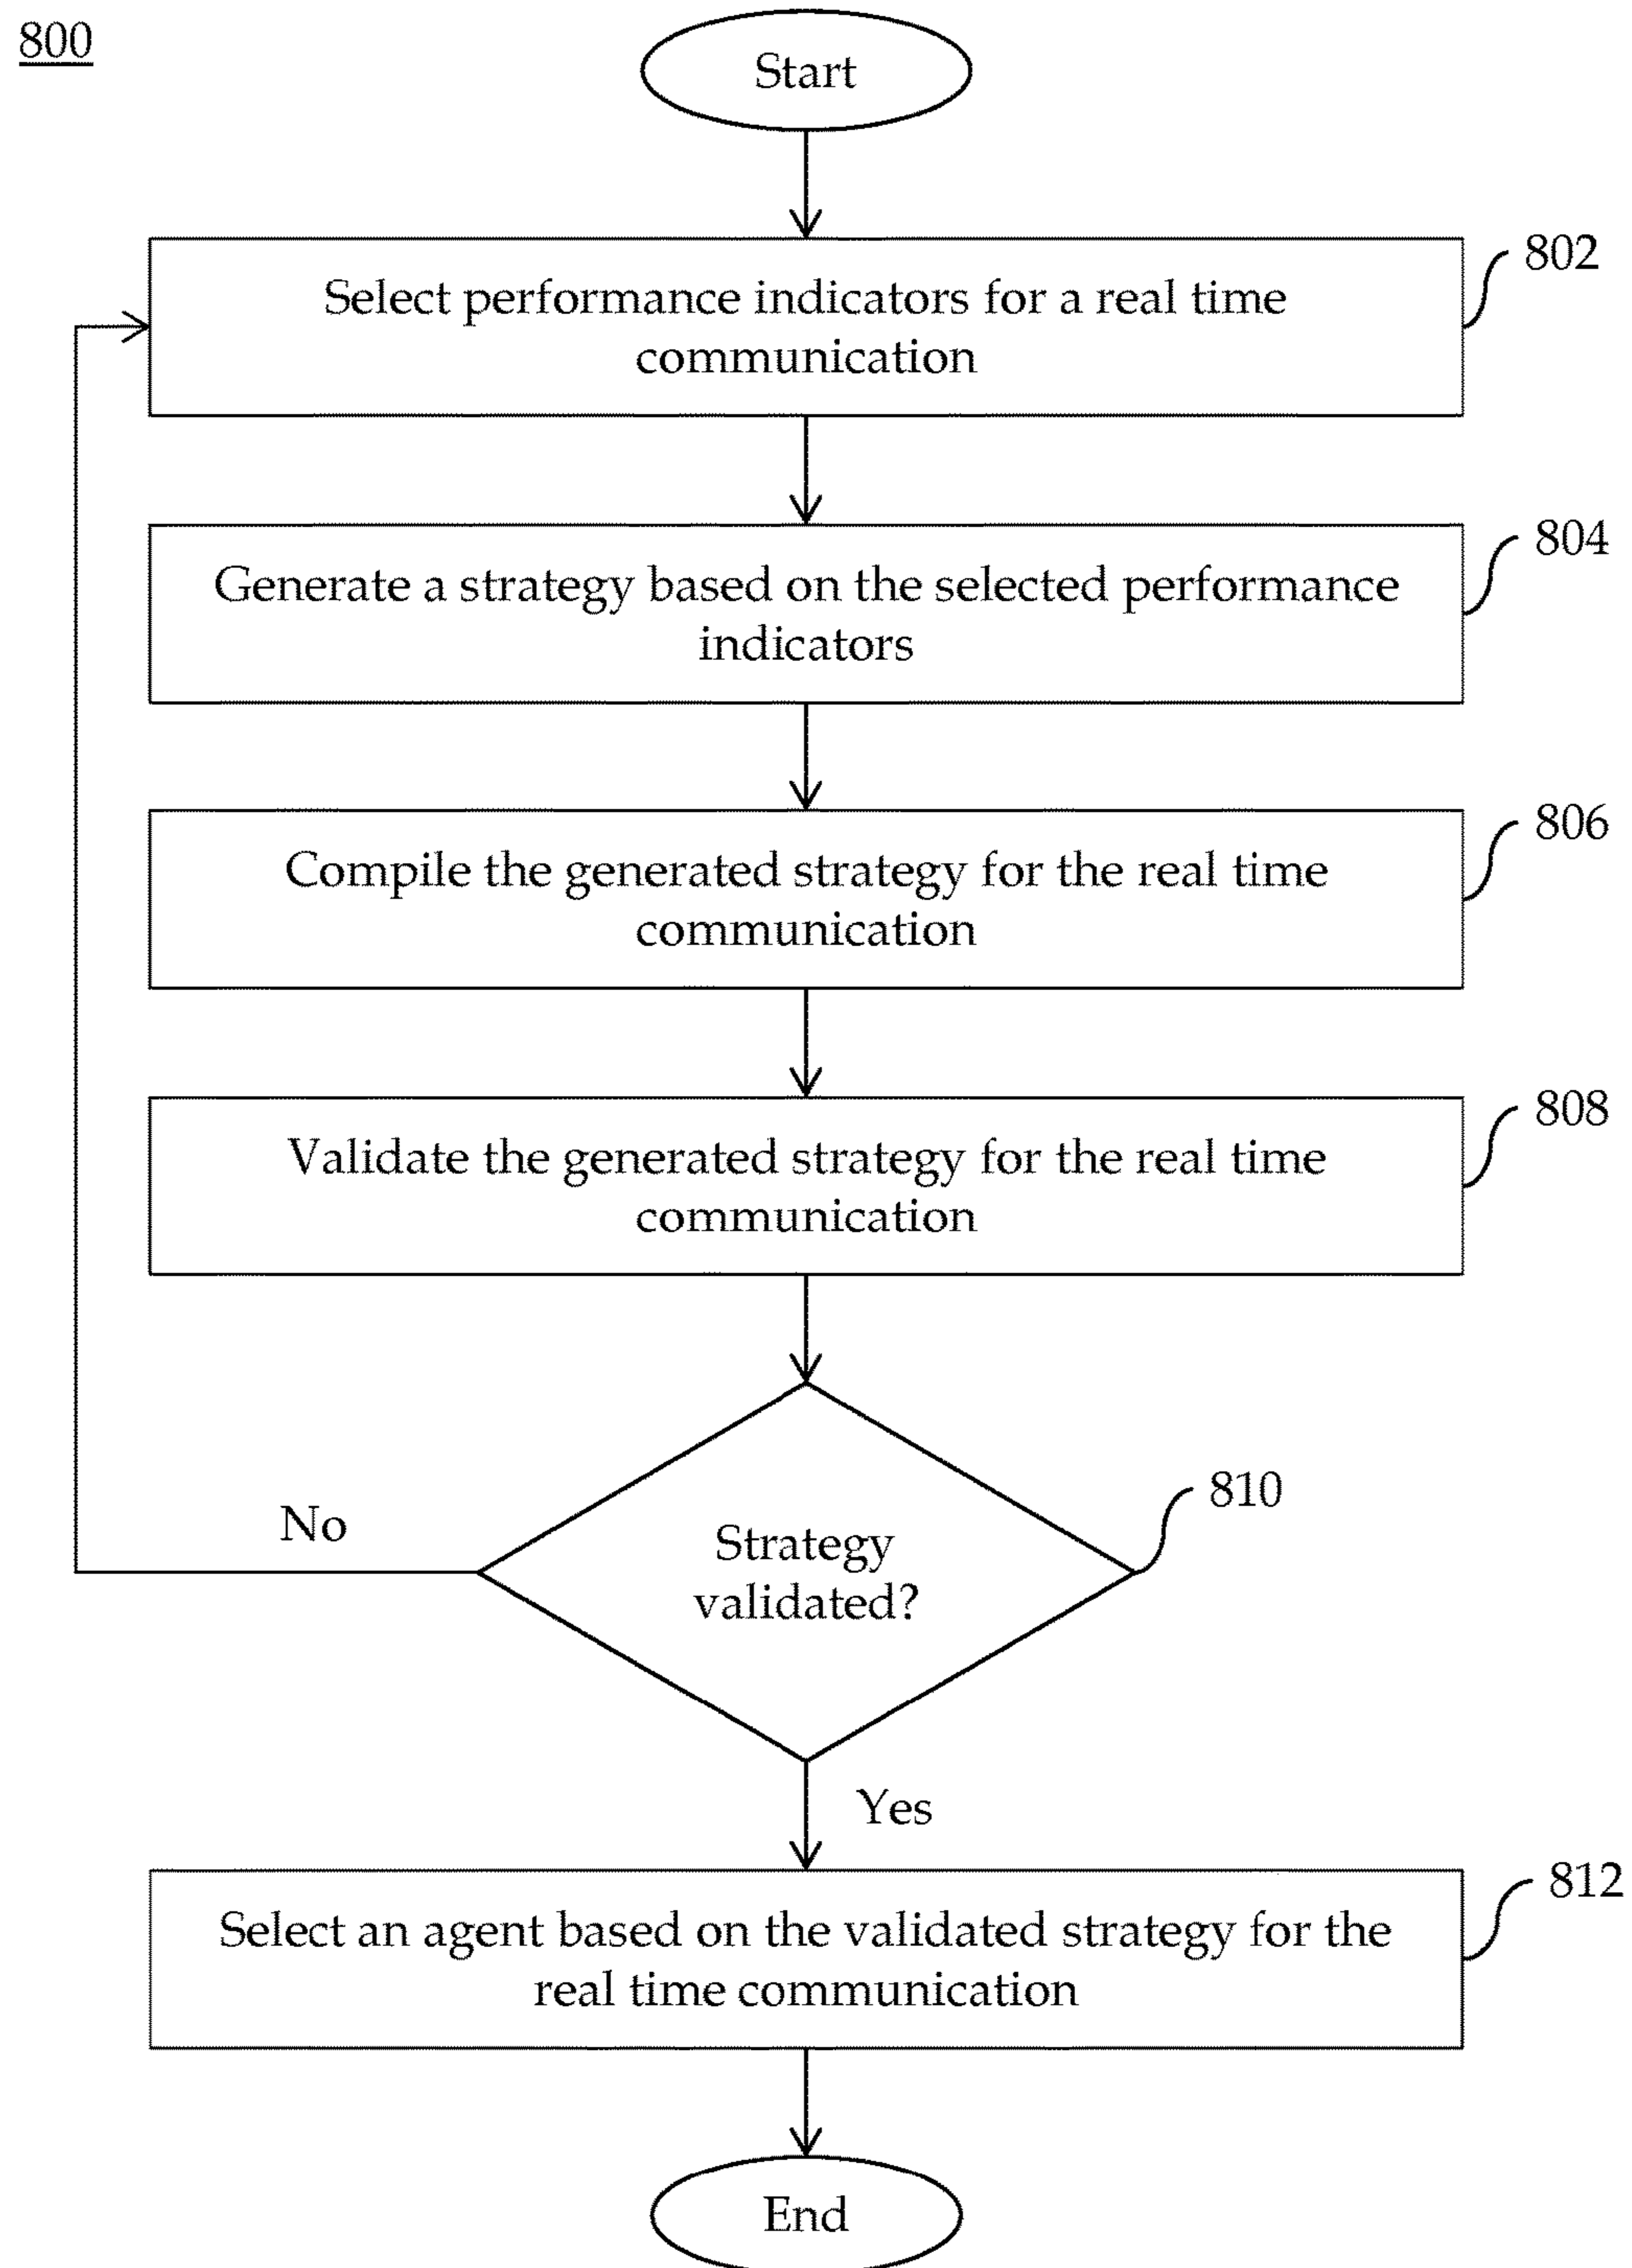 800
Start
802
Select performance indicators for a real time
communication
804
Generate a strategy based on the selected performance
indicators
806
Compile the generated strategy for the real time
communication
808
Validate the generated strategy for the real time
communication
810
No
Strategy
validated?
Yes
812
Select an agent based on the validated strategy for the
real time communication
End